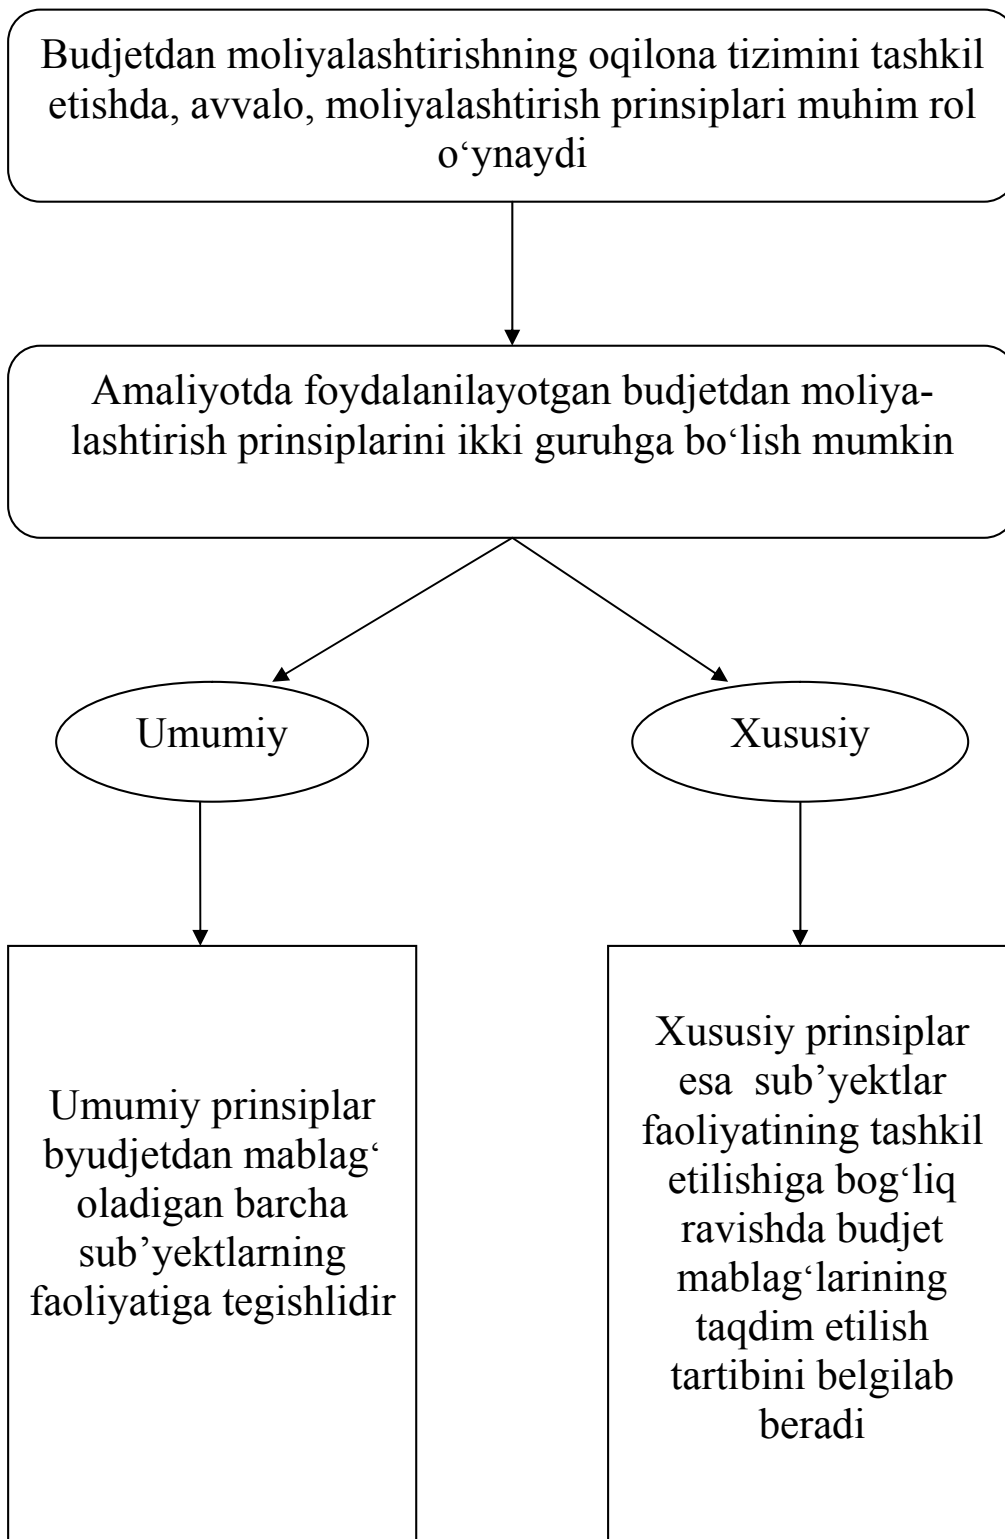 Budjetdan moliyalashtirishning oqilona tizimini tashkil
etishda, avvalo, moliyalashtirish prinsiplari muhim rol
o‘ynaydi
Amaliyotda foydalanilayotgan budjetdan moliya-
lashtirish prinsiplarini ikki guruhga bo‘lish mumkin
Umumiy
Xususiy
Umumiy prinsiplar
byudjetdan mablag‘
oladigan barcha
sub’yektlarning
faoliyatiga tegishlidir
Xususiy prinsiplar
esa  sub’yektlar
faoliyatining tashkil
etilishiga bog‘liq
ravishda budjet
mablag‘larining
taqdim etilish
tartibini belgilab
beradi